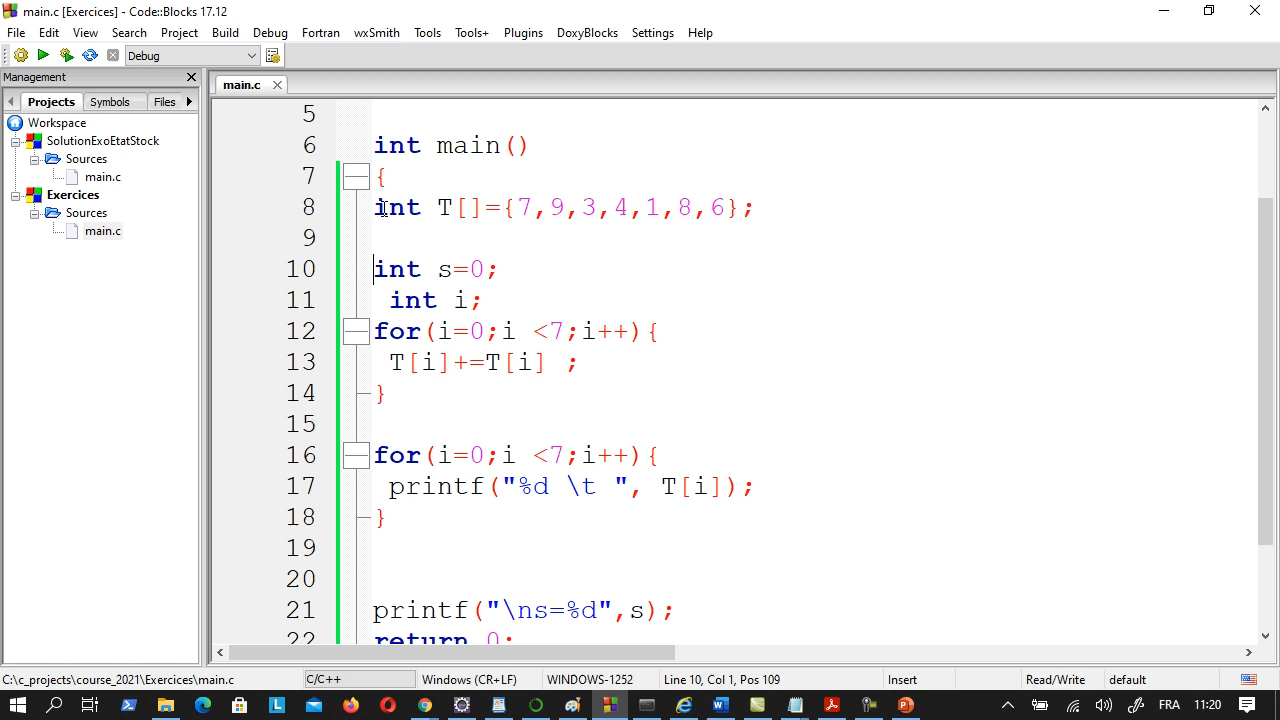 main.c [Exercices] - Code::Blocks 17.12
File Edit View Search Project Build Debug Fortran wxSmith Tools Tools+ Plugins DoxyBlocks Settings Help
Debug
Management
main.c
Projects Symbols Files
Workspace
SolutionExoEtatStock
Sources
main.c
Exercices
Sources
main.c
5
6 int main()
7 {
8 int T[]={7,9,3,4,1,8,6};
9
10 int s=0;
11 int i;
12 for(i=0;i <7;i++){
13 T[i]+=T[i] ;
14 }
15
16 for(i=0;i <7;i++){
17 printf("%d \t ", T[i]);
18 }
19
20
21 printf("\ns=%d",s);
22 return 0;
C:\c_projects\course_2021\Exercices\main.c C/C++ Windows (CR+LF) WINDOWS-1252 Line 10, Col 1, Pos 109 Insert Read/Write default
FRA 11:20